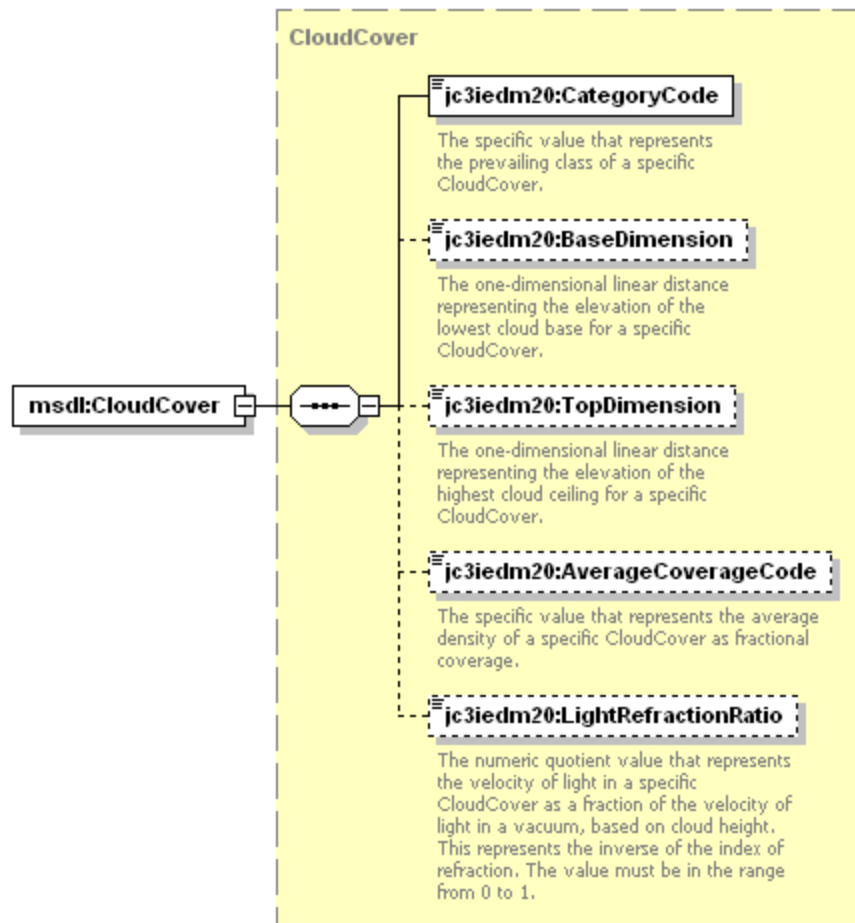 CloudCover
jc3iedm20:CategoryCode
The specific value that represents
the prevailing class of a specific
CloudCover.
jc3iedm20:BaseDimension
The one-dimensional linear distance
representing the elevation of the
lowest cloud base for a specific
CloudCover.
msdl:CloudCover
jc3iedm20:TopDimension
The one-dimensional linear distance
representing the elevation of the
highest cloud ceiling for a specific
CloudCover.
jc3iedm20:AverageCoverageCode
The specific value that represents the average
density of a specific CloudCover as fractional
coverage.
jc3iedm20:LightRefractionRatio
The numeric quotient value that represents
the velocity of light in a specific
CloudCover as a fraction of the velocity of
light in a vacuum, based on cloud height.
This represents the inverse of the index of
refraction. The value must be in the range
from 0 to 1.